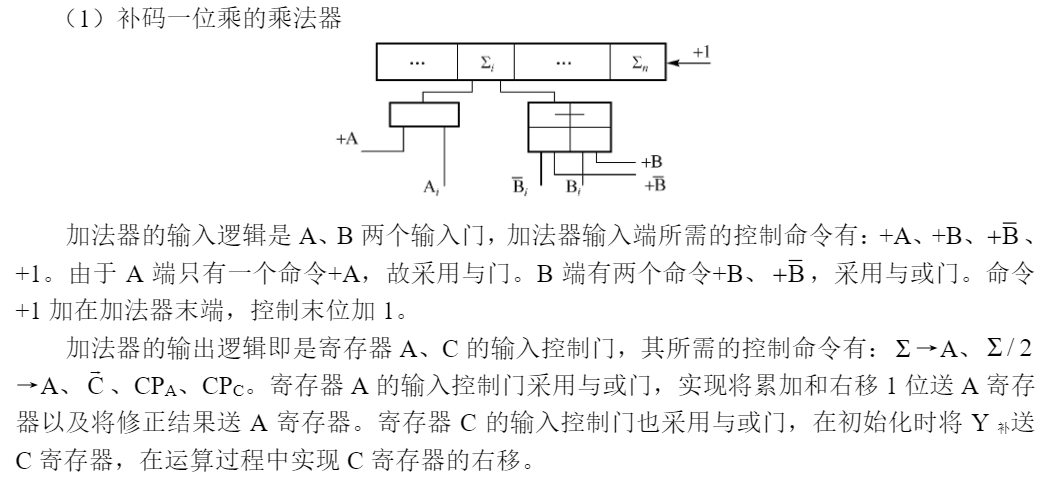 （1）补码一位乘的乘法器
… Σi … Σn +1
+A
+B
Ai B̅i Bi +B̅
加法器的输入逻辑是 A、B 两个输入门，加法器输入端所需的控制命令有：+A、+B、+B̅、
+1。由于 A 端只有一个命令+A，故采用与门。B 端有两个命令+B、+B̅，采用与或门。命令
+1 加在加法器末端，控制末位加 1。
加法器的输出逻辑即是寄存器 A、C 的输入控制门，其所需的控制命令有：Σ→A、Σ/2
→A、C⃗、CPA、CPC。寄存器 A 的输入控制门采用与或门，实现将累加和右移 1 位送 A 寄存
器以及将修正结果送 A 寄存器。寄存器 C 的输入控制门也采用与或门，在初始化时将 Y 补送
C 寄存器，在运算过程中实现 C 寄存器的右移。